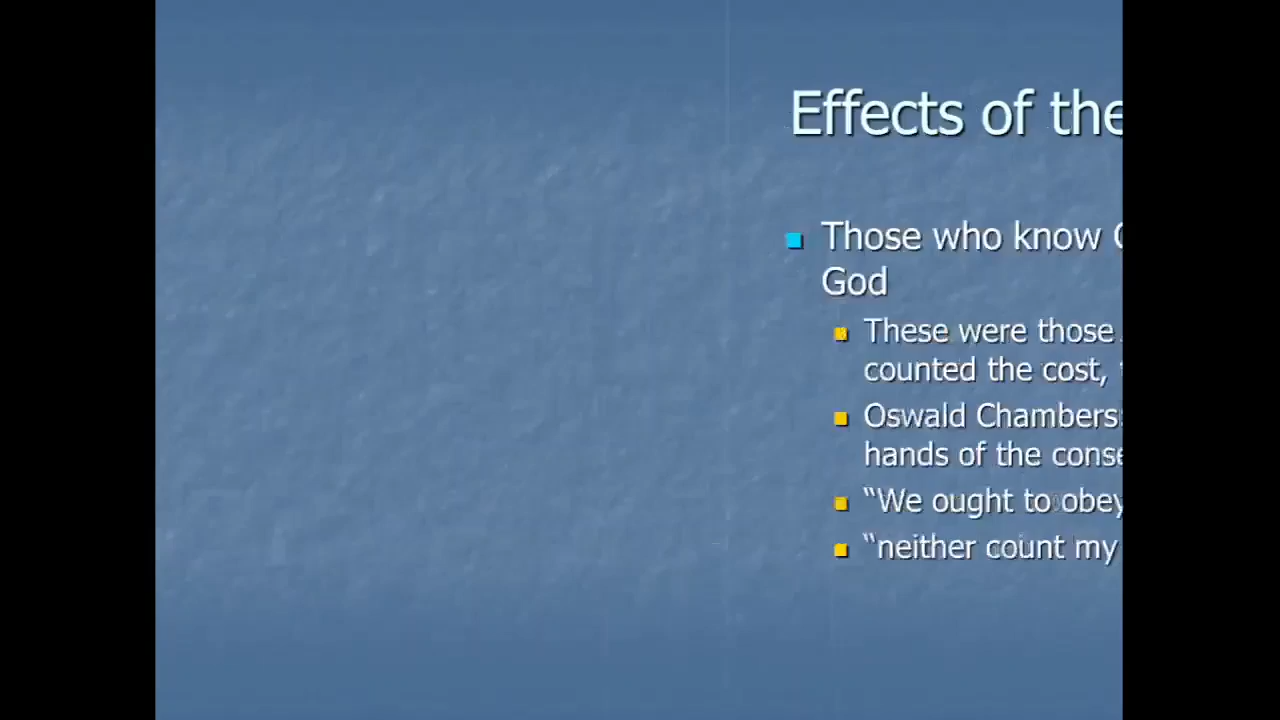 Effects of the
Those who know
God
These were those
counted the cost,
Oswald Chambers:
hands of the conse
“We ought to obey
“neither count my